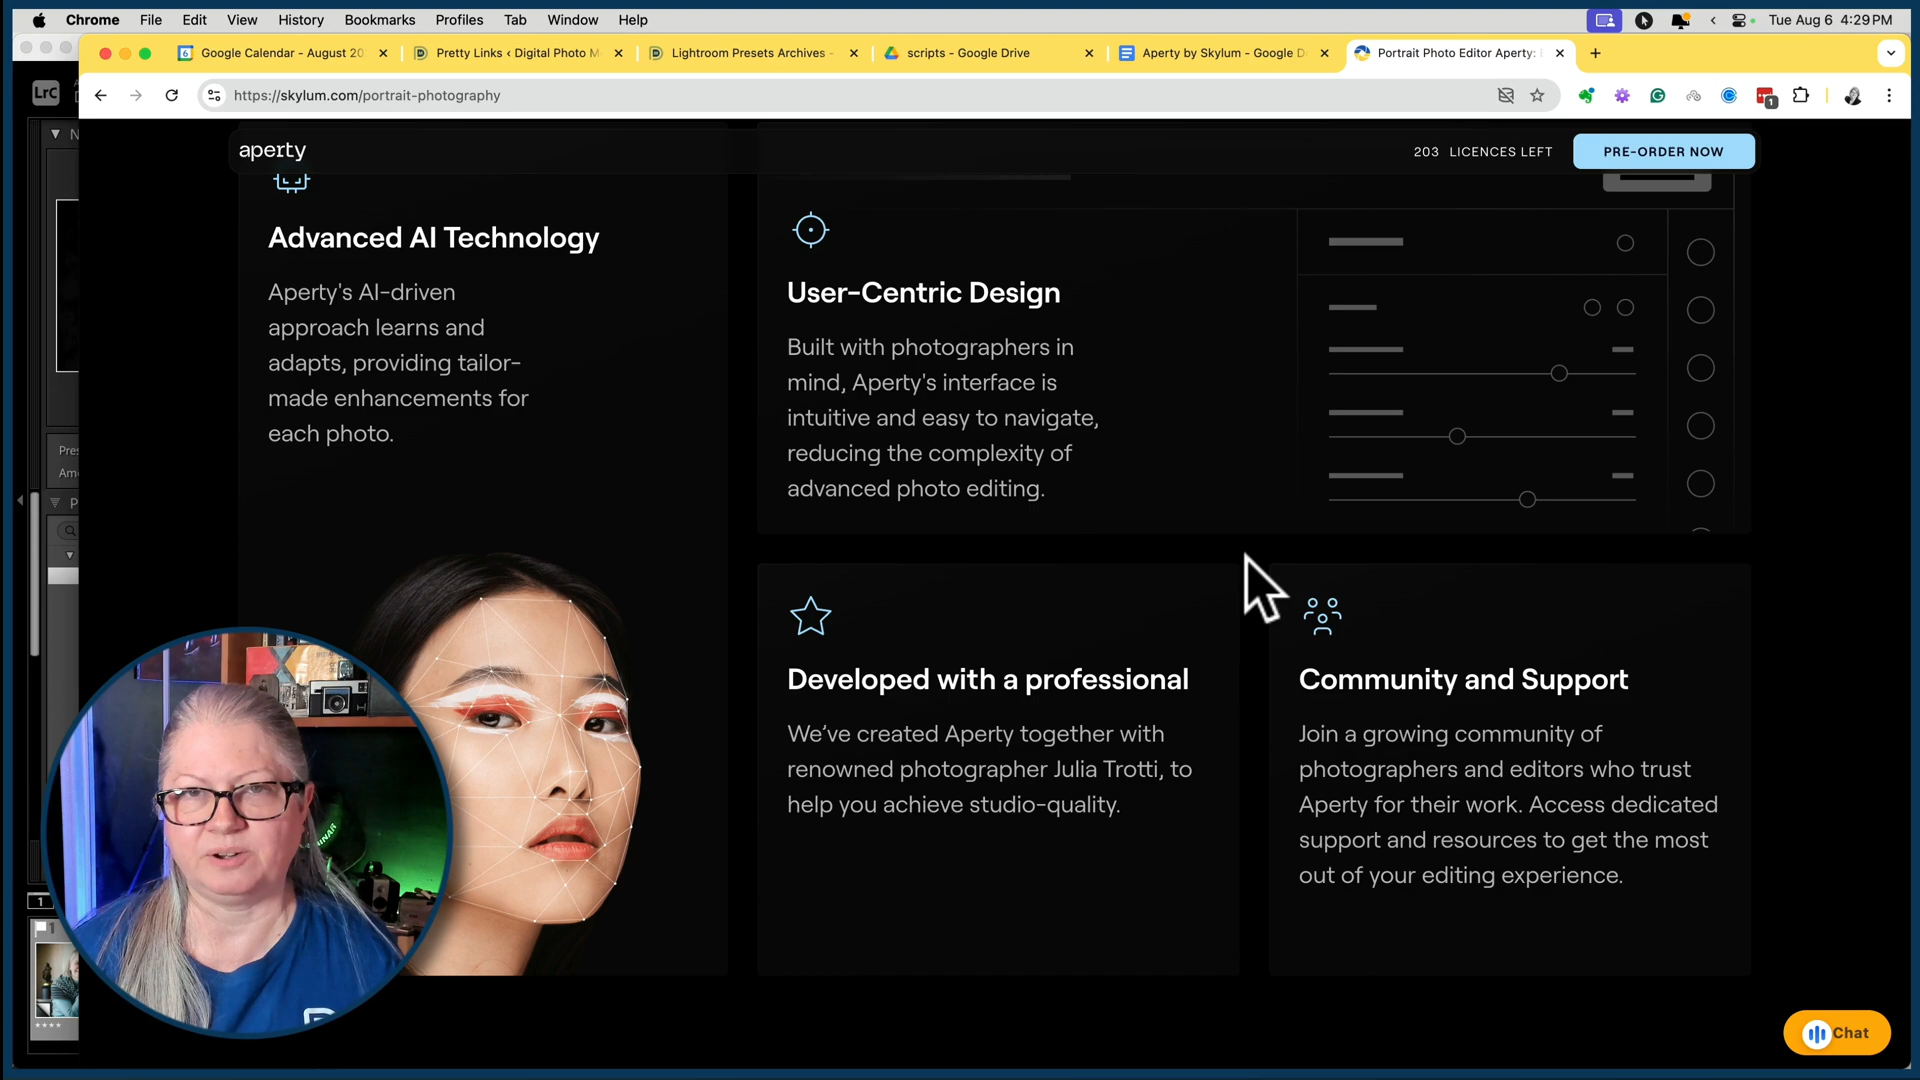 Chrome File Edit View History Bookmarks Profiles Tab Window Help
Tue Aug 6 4:29 PM
Google Calendar - August 20
Pretty Links ‹ Digital Photo M
Lightroom Presets Archives -
scripts - Google Drive
Aperty by Skylum - Google D
Portrait Photo Editor Aperty:
https://skylum.com/portrait-photography
1
LrC
aperty
203 LICENCES LEFT
PRE-ORDER NOW
Advanced AI Technology
Aperty's AI-driven
approach learns and
adapts, providing tailor-
made enhancements for
each photo.
User-Centric Design
Built with photographers in
mind, Aperty's interface is
intuitive and easy to navigate,
reducing the complexity of
advanced photo editing.
Developed with a professional
We've created Aperty together with
renowned photographer Julia Trotti, to
help you achieve studio-quality.
Community and Support
Join a growing community of
photographers and editors who trust
Aperty for their work. Access dedicated
support and resources to get the most
out of your editing experience.
Pres
Amo
1
1
Chat